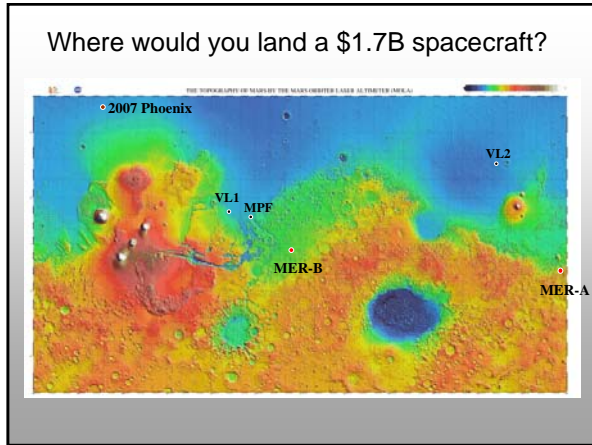 Where would you land a $1.7B spacecraft?
THE TOPOGRAPHY OF MARS BY THE MARS ORBITER LASER ALTIMETER (MOLA)
2007 Phoenix
VL2
VL1
MPF
MER-B
MER-A